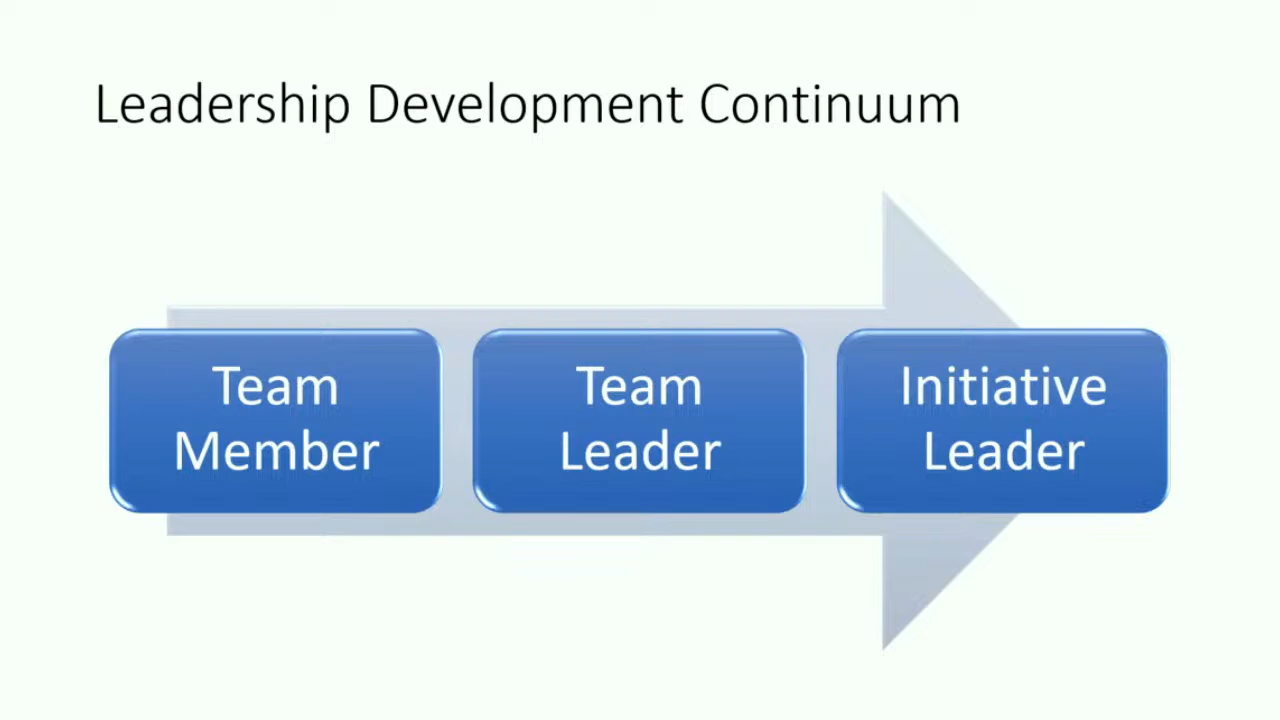 Leadership Development Continuum
Team
Member
Team
Leader
Initiative
Leader